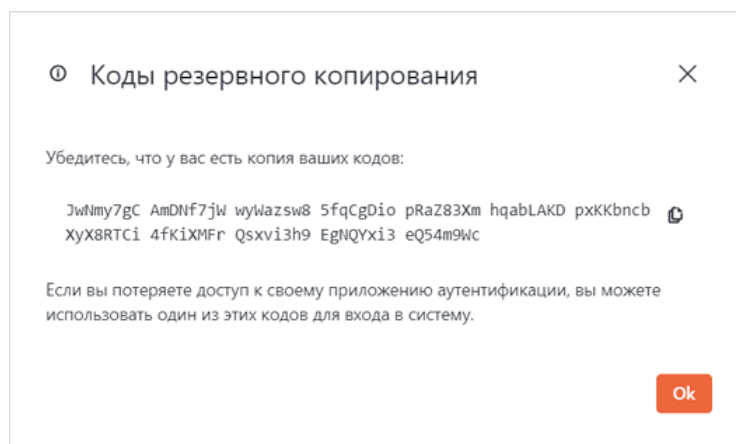 Коды резервного копирования
Убедитесь, что у вас есть копия ваших кодов:
JwNmy7gC AmDNf7jW wyWazsw8 5fqCgDio pRaZ83Xm hqabLAKD pxKKbncb
XyX8RTCi 4fKiXMFr Qsxvi3h9 EgNQYxi3 eQ54m9Wc
Если вы потеряете доступ к своему приложению аутентификации, вы можете
использовать один из этих кодов для входа в систему.
Ok